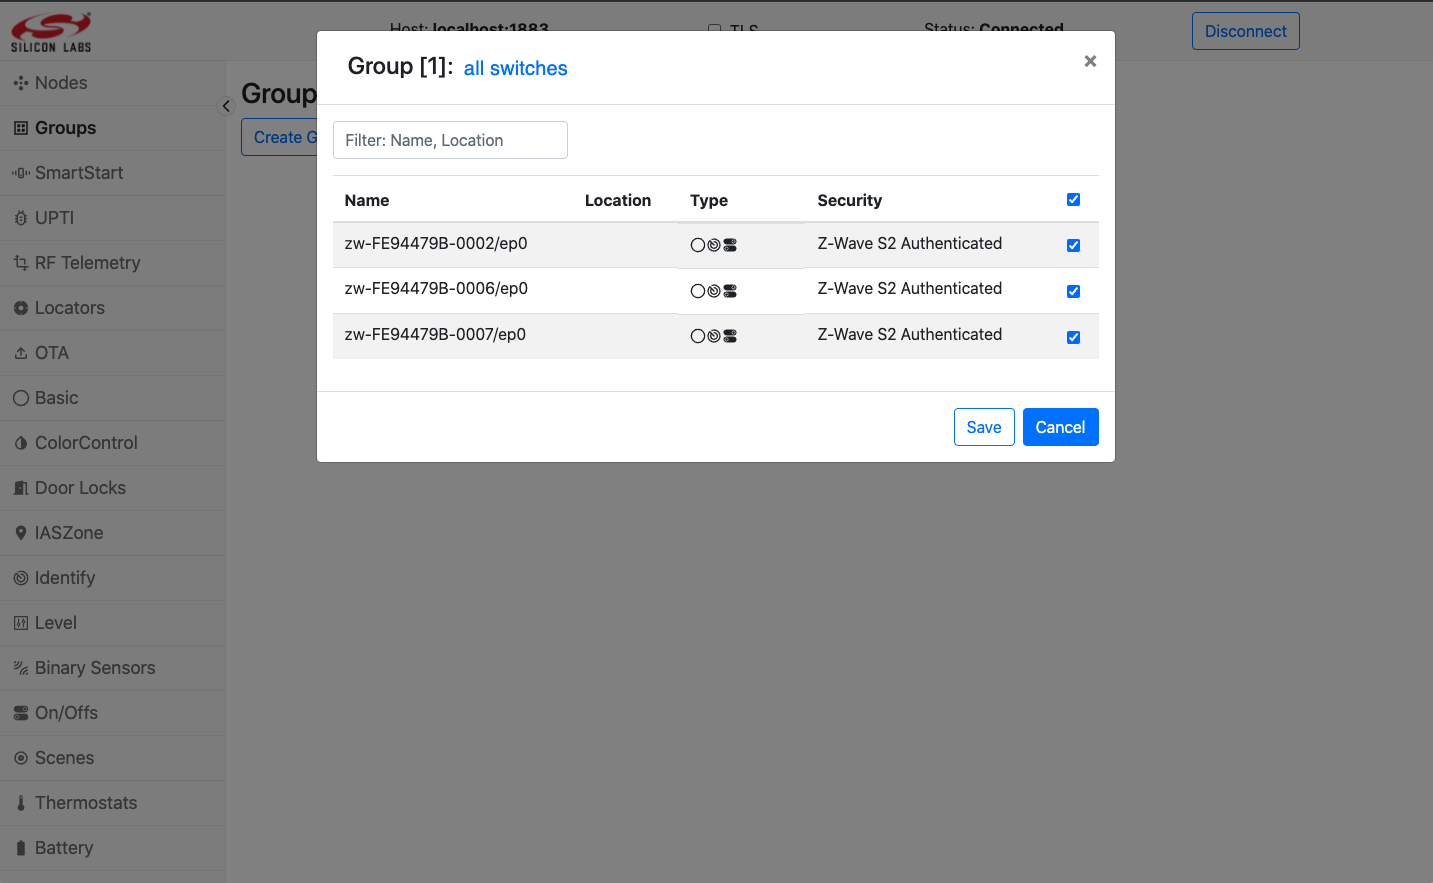 SILICON LABS
Host: localhost:1883
TLS
Status: Connected
Disconnect
Nodes
Groups
SmartStart
UPTI
RF Telemetry
Locators
OTA
Basic
ColorControl
Door Locks
IASZone
Identify
Level
Binary Sensors
On/Offs
Scenes
Thermostats
Battery
Group
Create G
Group [1]: all switches
×
Filter: Name, Location
Name Location Type Security
zw-FE94479B-0002/ep0 Z-Wave S2 Authenticated
zw-FE94479B-0006/ep0 Z-Wave S2 Authenticated
zw-FE94479B-0007/ep0 Z-Wave S2 Authenticated
Save Cancel